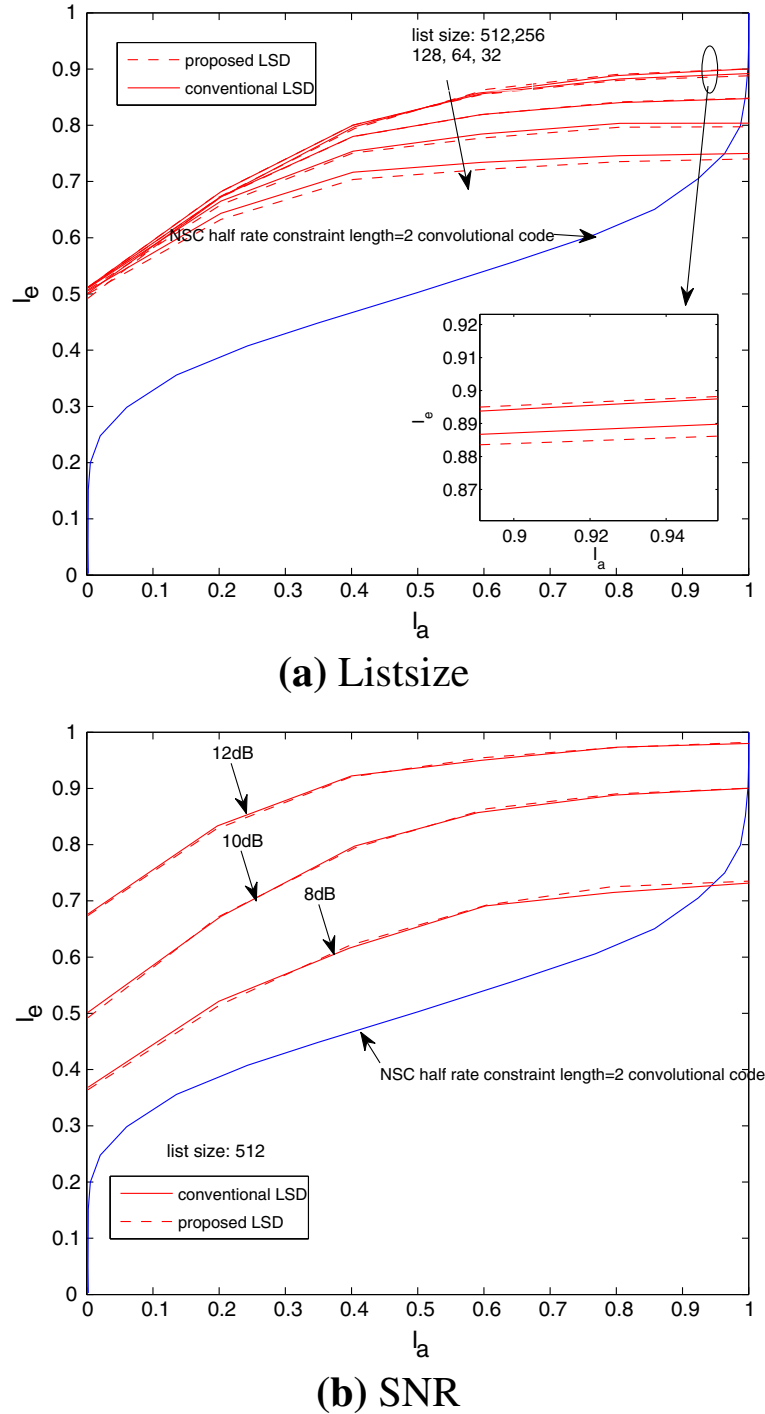 1
0.9
0.8
0.7
0.6
0.5
0.4
0.3
0.2
0.1
0
I_e
proposed LSD
conventional LSD
list size: 512,256
128, 64, 32
NSC half rate constraint length=2 convolutional code
0.92
0.91
0.9
0.89
0.88
0.87
I_e
0.9 0.92 0.94
I_a
0 0.1 0.2 0.3 0.4 0.5 0.6 0.7 0.8 0.9 1
I_a
(a) Listsize
1
0.9
0.8
0.7
0.6
0.5
0.4
0.3
0.2
0.1
0
I_e
12dB
10dB
8dB
NSC half rate constraint length=2 convolutional code
list size: 512
conventional LSD
proposed LSD
0 0.1 0.2 0.3 0.4 0.5 0.6 0.7 0.8 0.9 1
I_a
(b) SNR